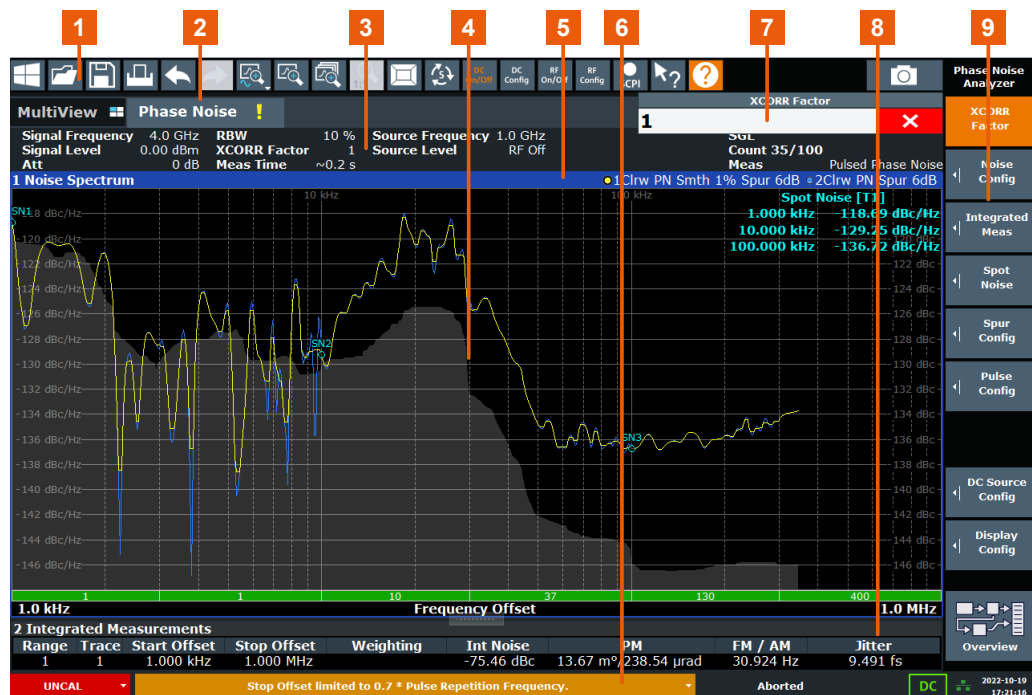 1 2 3 4 5 6 7 8 9
DC On/Off DC Config RF On/Off RF Config SCPI ? ?
Phase Noise Analyzer
MultiView Phase Noise !
XCORR Factor
1
Signal Frequency 4.0 GHz RBW 10 % Source Frequency 1.0 GHz SGL
Signal Level 0.00 dBm XCORR Factor 1 Source Level RF Off Count 35/100
Att 0 dB Meas Time ~0.2 s Meas Pulsed Phase Noise
1 Noise Spectrum 1Clrw PN Smth 1% Spur 6dB 2Clrw PN Spur 6dB
10 kHz 100 kHz
Spot Noise [T1]
1.000 kHz -118.69 dBc/Hz
10.000 kHz -129.25 dBc/Hz
100.000 kHz -136.72 dBc/Hz
SN1
SN2
SN3
-118 dBc/Hz
-120 dBc/Hz
-122 dBc/Hz -122 dBc
-124 dBc/Hz -124 dBc
-126 dBc/Hz -126 dBc
-128 dBc/Hz -128 dBc
-130 dBc/Hz -130 dBc
-132 dBc/Hz -132 dBc
-134 dBc/Hz -134 dBc
-136 dBc/Hz -136 dBc
-138 dBc/Hz -138 dBc
-140 dBc/Hz -140 dBc
-142 dBc/Hz -142 dBc
-144 dBc/Hz -144 dBc
-146 dBc/Hz -146 dBc
1 1 10 37 130 400
1.0 kHz Frequency Offset 1.0 MHz
2 Integrated Measurements
Range Trace Start Offset Stop Offset Weighting Int Noise PM FM / AM Jitter
1 1 1.000 kHz 1.000 MHz -75.46 dBc 13.67 m°/238.54 µrad 30.924 Hz 9.491 fs
UNCAL Stop Offset limited to 0.7 * Pulse Repetition Frequency. Aborted DC 2022-10-19
17:21:16
XCORR Factor
Noise Config
Integrated Meas
Spot Noise
Spur Config
Pulse Config
DC Source Config
Display Config
Overview